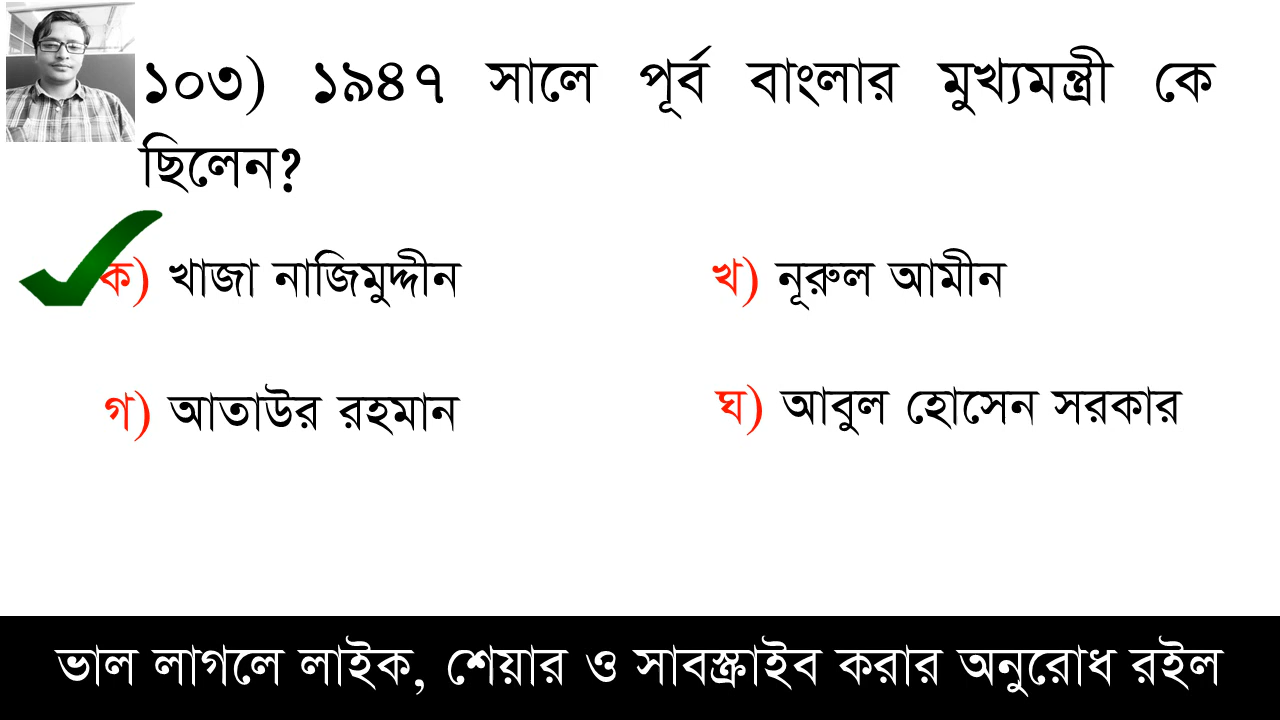 ১০৩) ১৯৪৭ সালে পূর্ব বাংলার মুখ্যমন্ত্রী কে
ছিলেন?
ক) খাজা নাজিমুদ্দীন
খ) নূরুল আমীন
গ) আতাউর রহমান
ঘ) আবুল হোসেন সরকার
ভাল লাগলে লাইক, শেয়ার ও সাবস্ক্রাইব করার অনুরোধ রইল